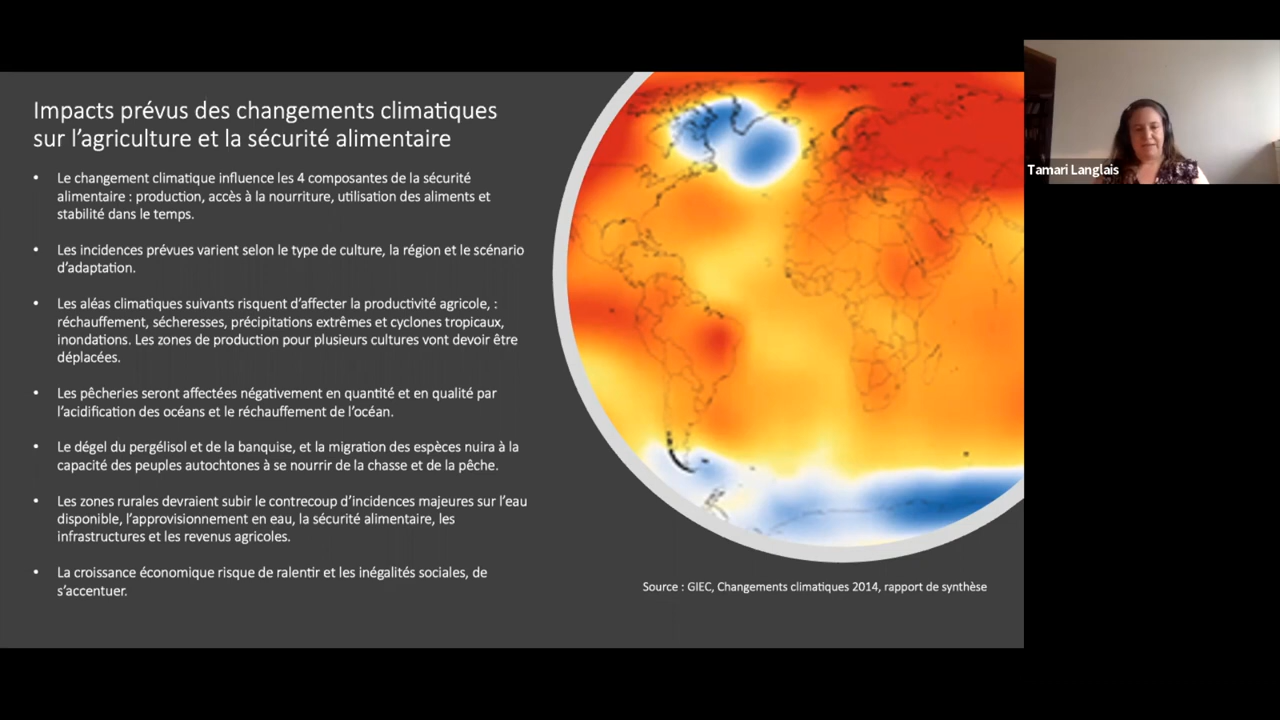 Impacts prévus des changements climatiques
sur l’agriculture et la sécurité alimentaire
• Le changement climatique influence les 4 composantes de la sécurité
alimentaire : production, accès à la nourriture, utilisation des aliments et
stabilité dans le temps.
• Les incidences prévues varient selon le type de culture, la région et le scénario
d’adaptation.
• Les aléas climatiques suivants risquent d’affecter la productivité agricole, :
réchauffement, sécheresses, précipitations extrêmes et cyclones tropicaux,
inondations. Les zones de production pour plusieurs cultures vont devoir être
déplacées.
• Les pêcheries seront affectées négativement en quantité et en qualité par
l’acidification des océans et le réchauffement de l’océan.
• Le dégel du pergélisol et de la banquise, et la migration des espèces nuira à la
capacité des peuples autochtones à se nourrir de la chasse et de la pêche.
• Les zones rurales devraient subir le contrecoup d’incidences majeures sur l’eau
disponible, l’approvisionnement en eau, la sécurité alimentaire, les
infrastructures et les revenus agricoles.
• La croissance économique risque de ralentir et les inégalités sociales, de
s’accentuer.
Source : GIEC, Changements climatiques 2014, rapport de synthèse
Tamari Langlais